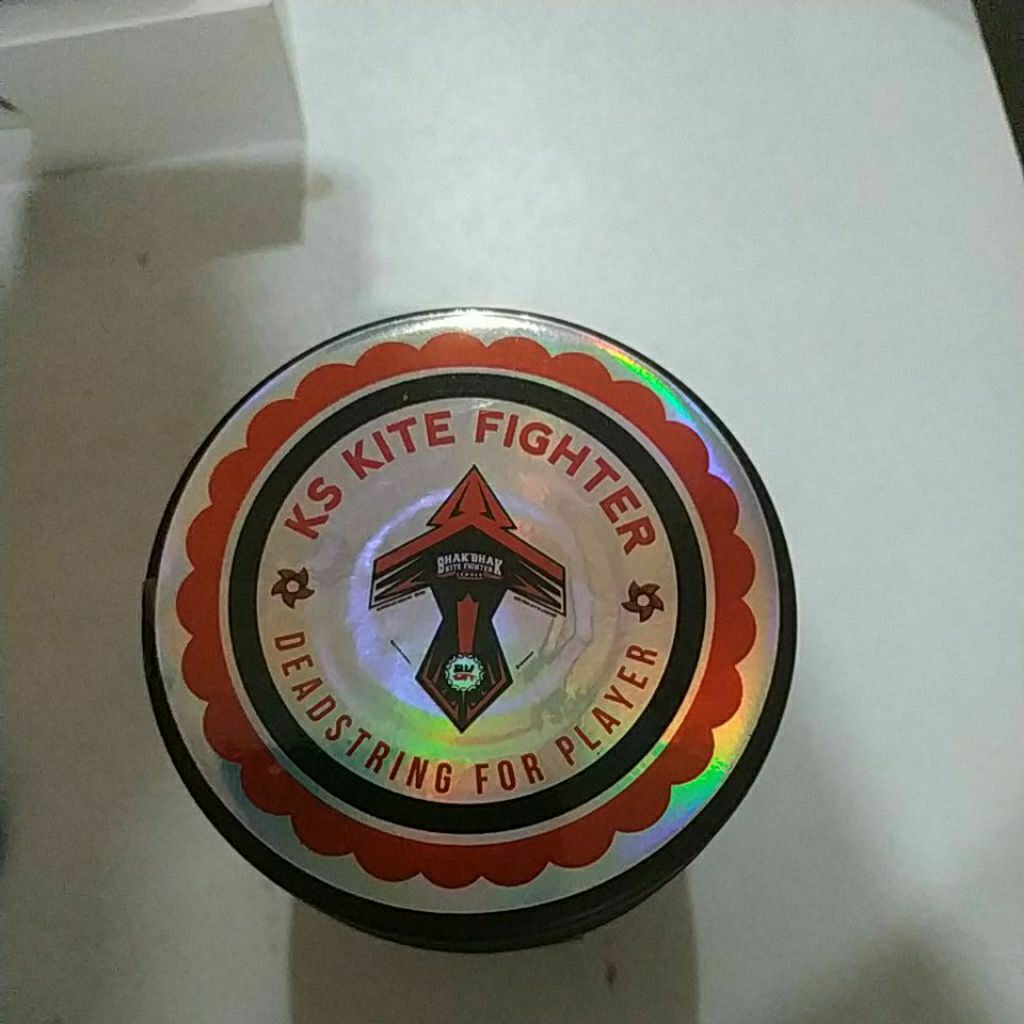 KS KITE FIGHTER
BHAK BHAK
KITE FIGHTER
DEADSTRING FOR PLAYER